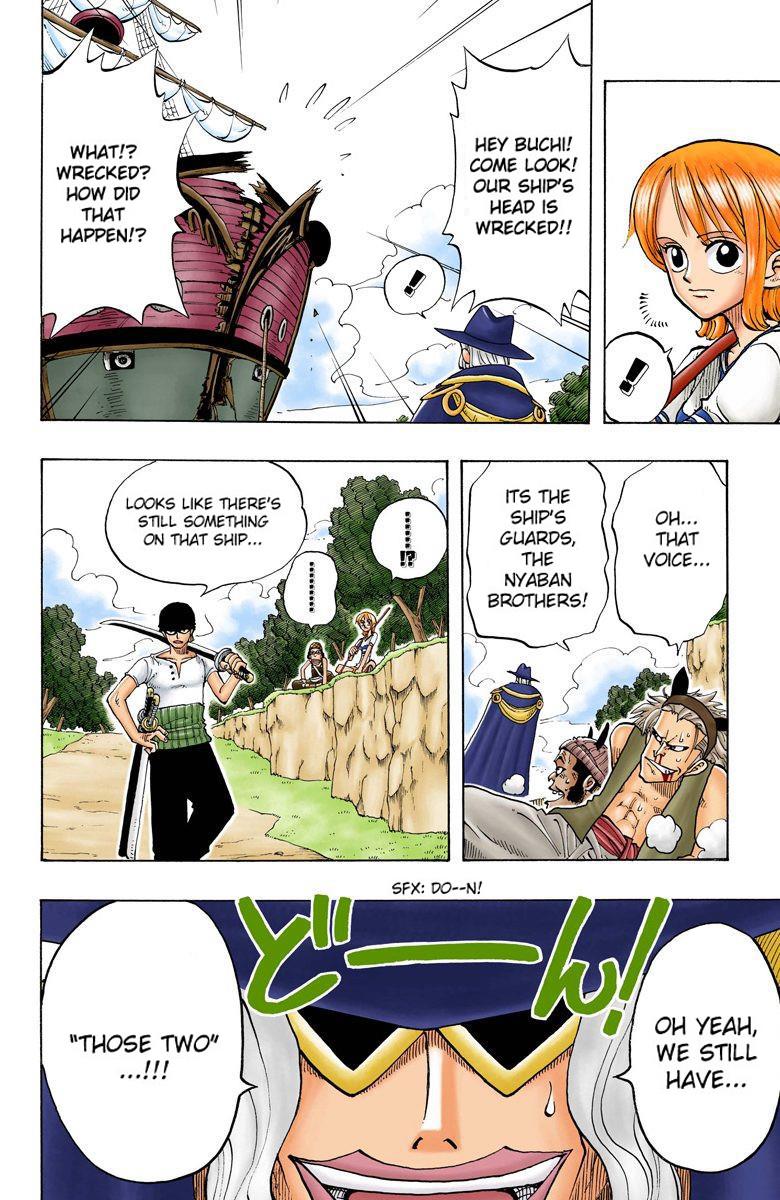 !
HEY BUCHI!
COME LOOK!
OUR SHIP'S
HEAD IS
WRECKED!!
!
WHAT!?
WRECKED?
HOW DID
THAT
HAPPEN!?
OH...
THAT
VOICE...
ITS THE
SHIP'S
GUARDS,
THE
NYABAN
BROTHERS!
......!?
........
LOOKS LIKE THERE'S
STILL SOMETHING
ON THAT SHIP...
SFX: DO--N!
どーん!
OH YEAH,
WE STILL
HAVE...
"THOSE TWO"
...!!!